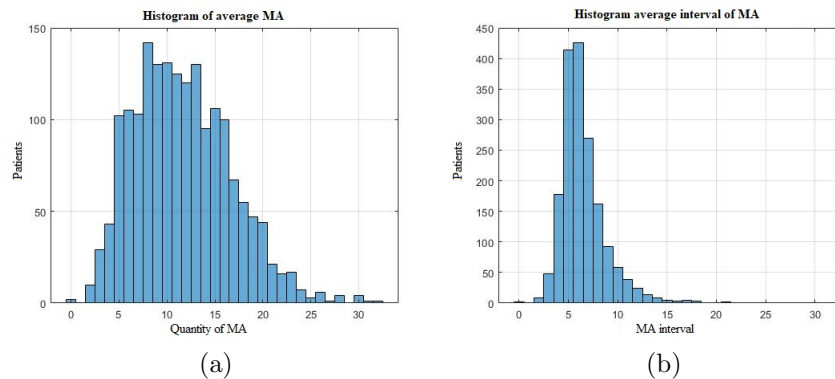 Histogram of average MA
150
100
50
0
Patients
0 5 10 15 20 25 30
Quantity of MA
(a)
Histogram average interval of MA
450
400
350
300
250
200
150
100
50
0
Patients
0 5 10 15 20 25 30
MA interval
(b)